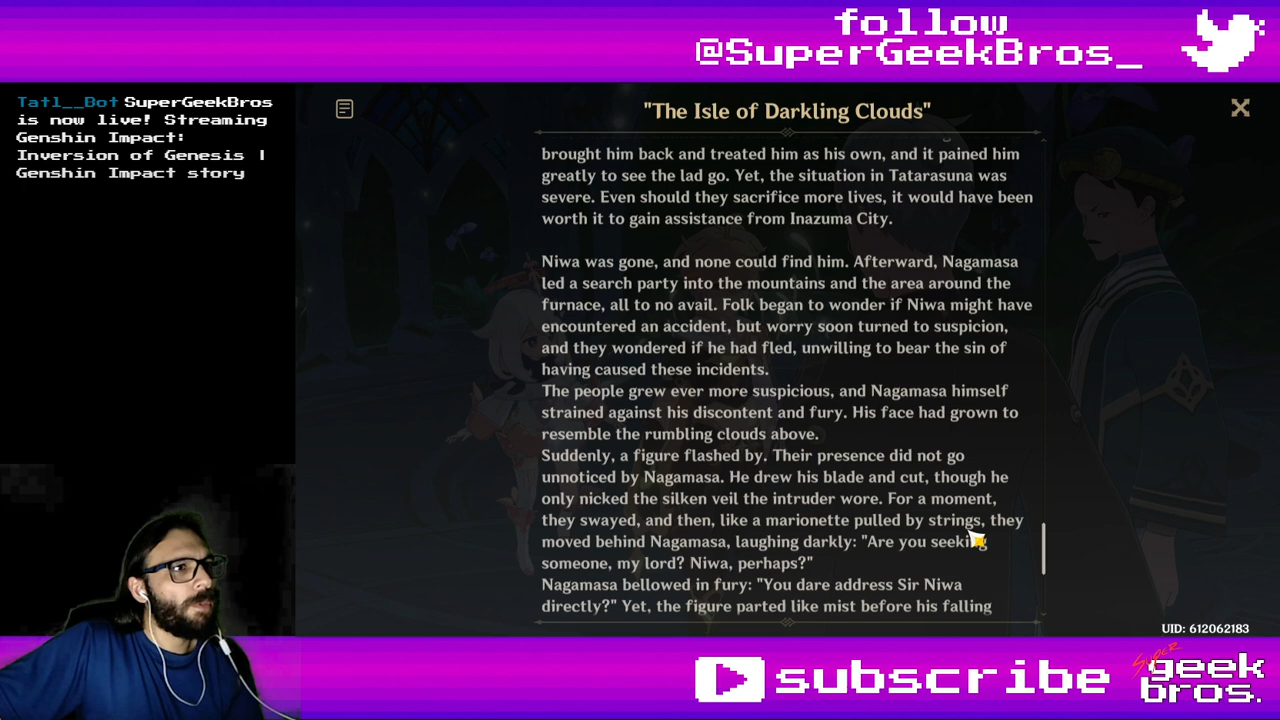 follow
@SuperGeekBros_
Tatl__Bot SuperGeekBros
is now live! Streaming
Genshin Impact:
Inversion of Genesis |
Genshin Impact story
"The Isle of Darkling Clouds"
brought him back and treated him as his own, and it pained him
greatly to see the lad go. Yet, the situation in Tatarasuna was
severe. Even should they sacrifice more lives, it would have been
worth it to gain assistance from Inazuma City.
Niwa was gone, and none could find him. Afterward, Nagamasa
led a search party into the mountains and the area around the
furnace, all to no avail. Folk began to wonder if Niwa might have
encountered an accident, but worry soon turned to suspicion,
and they wondered if he had fled, unwilling to bear the sin of
having caused these incidents.
The people grew ever more suspicious, and Nagamasa himself
strained against his discontent and fury. His face had grown to
resemble the rumbling clouds above.
Suddenly, a figure flashed by. Their presence did not go
unnoticed by Nagamasa. He drew his blade and cut, though he
only nicked the silken veil the intruder wore. For a moment,
they swayed, and then, like a marionette pulled by strings, they
moved behind Nagamasa, laughing darkly: "Are you seeking
someone, my lord? Niwa, perhaps?"
Nagamasa bellowed in fury: "You dare address Sir Niwa
directly?" Yet, the figure parted like mist before his falling
UID: 612062183
subscribe
super
geek
bros.